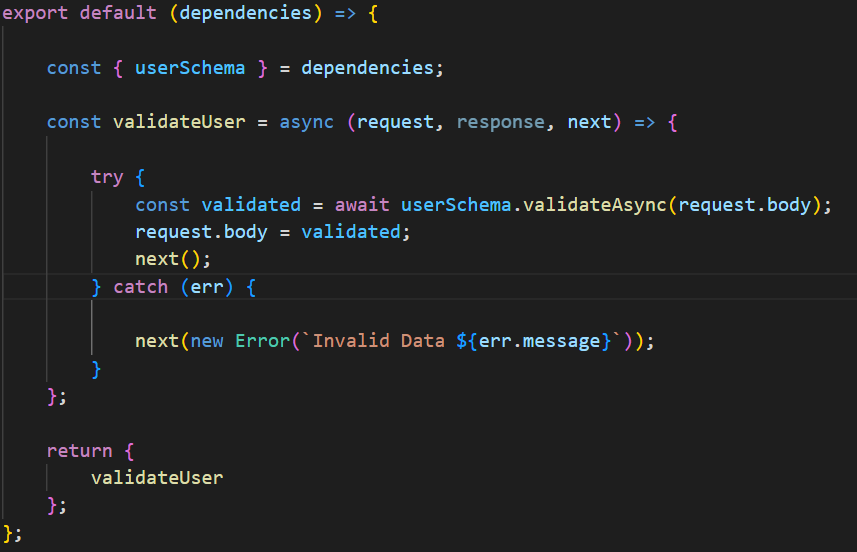 export default (dependencies) => {
const { userSchema } = dependencies;
const validateUser = async (request, response, next) => {
try {
const validated = await userSchema.validateAsync(request.body);
request.body = validated;
next();
} catch (err) {
next(new Error(`Invalid Data ${err.message}`));
}
};
return {
validateUser
};
};